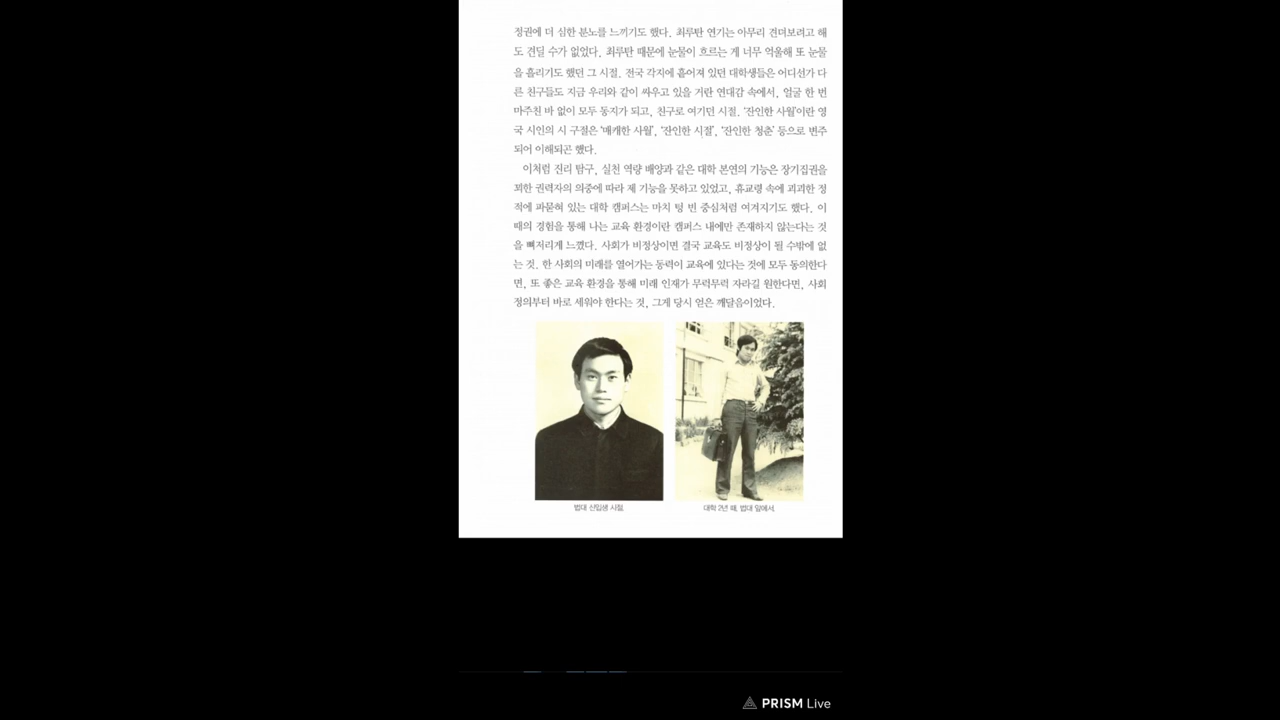 정권에 더 심한 분노를 느끼기도 했다. 최루탄 연기는 아무리 견뎌보려고 해
도 견딜 수가 없었다. 최루탄 때문에 눈물이 흐르는 게 너무 억울해 또 눈물
을 흘리기도 했던 그 시절. 전국 각지에 흩어져 있던 대학생들은 어디선가 다
른 친구들도 지금 우리와 같이 싸우고 있을 거란 연대감 속에서, 얼굴 한 번
마주친 바 없이 모두 동지가 되고, 친구로 여기던 시절. '잔인한 사월'이란 영
국 시인의 시 구절은 '매캐한 사월', '잔인한 시절', '잔인한 청춘' 등으로 변주
되어 이해되곤 했다.
이처럼 진리 탐구, 실천 역량 배양과 같은 대학 본연의 기능은 장기집권을
꾀한 권력자의 의중에 따라 제 기능을 못하고 있었고, 휴교령 속에 괴괴한 정
적에 파묻혀 있는 대학 캠퍼스는 마치 텅 빈 중심처럼 여겨지기도 했다. 이
때의 경험을 통해 나는 교육 환경이란 캠퍼스 내에만 존재하지 않는다는 것
을 뼈저리게 느꼈다. 사회가 비정상이면 결국 교육도 비정상이 될 수밖에 없
는 것. 한 사회의 미래를 열어가는 동력이 교육에 있다는 것에 모두 동의한다
면, 또 좋은 교육 환경을 통해 미래 인재가 무럭무럭 자라길 원한다면, 사회
정의부터 바로 세워야 한다는 것, 그게 당시 얻은 깨달음이었다.
법대 신입생 시절.
대학 2년 때, 법대 앞에서.
PRISM Live